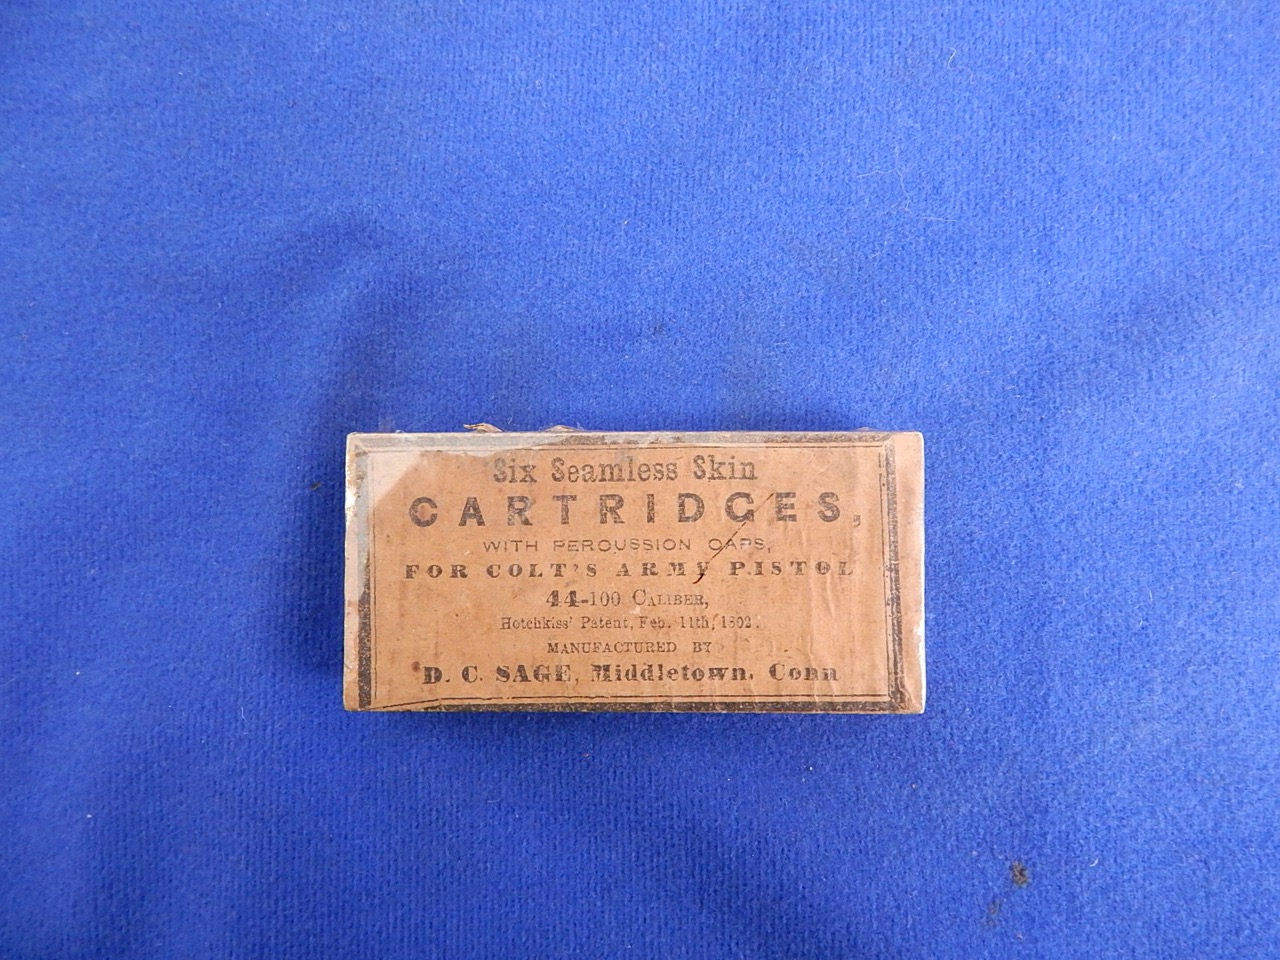 Six Seamless Skin
CARTRIDGES,
WITH PERCUSSION CAPS,
FOR COLT'S ARMY PISTOL
44-100 CALIBER,
Hotchkiss' Patent, Feb. 11th, 1862.
MANUFACTURED BY
D. C. SAGE, Middletown. Conn